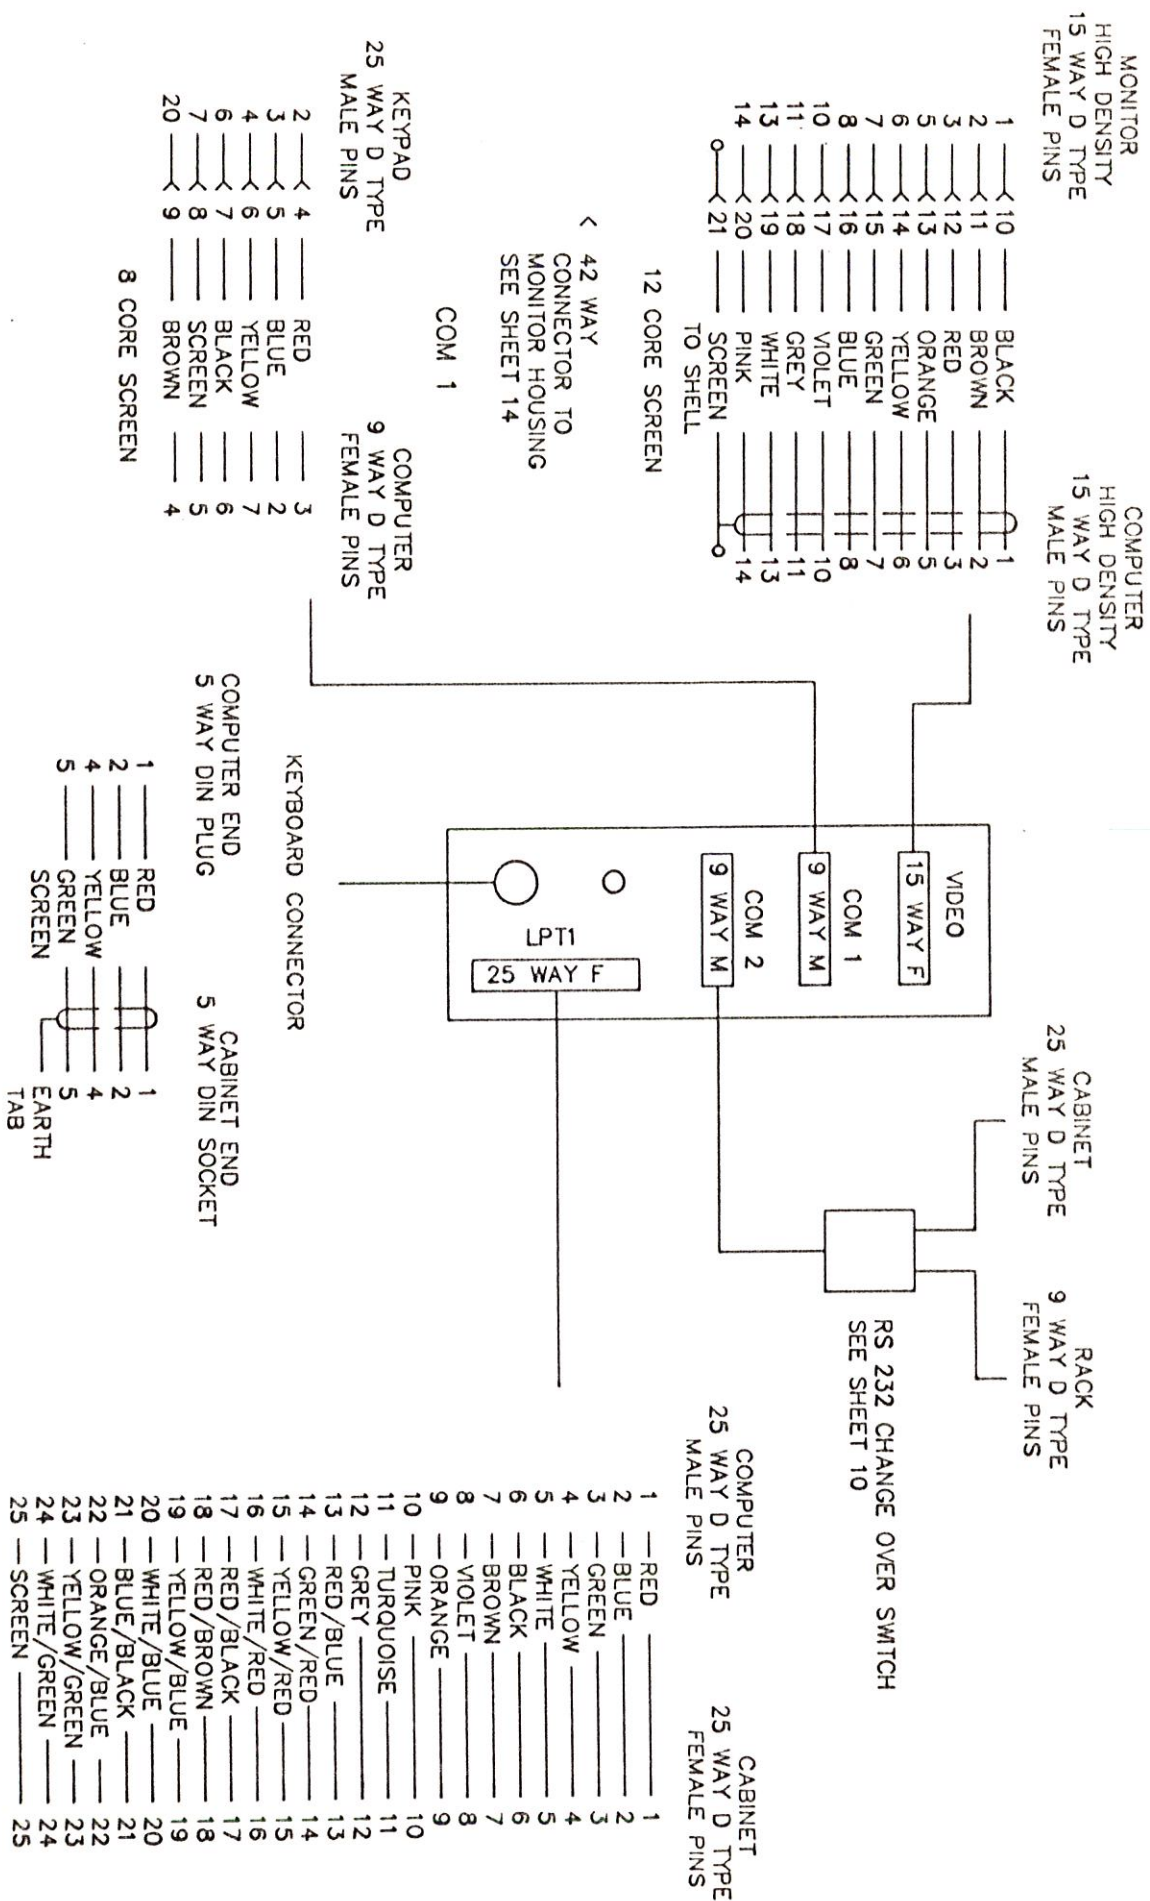 MONITOR
HIGH DENSITY
15 WAY D TYPE
FEMALE PINS
COMPUTER
HIGH DENSITY
15 WAY D TYPE
MALE PINS
1 10 BLACK 1
2 11 BROWN 2
3 12 RED 3
5 13 ORANGE 5
6 14 YELLOW 6
7 15 GREEN 7
8 16 BLUE 8
10 17 VIOLET 10
11 18 GREY 11
13 19 WHITE 13
14 20 PINK 14
21 SCREEN
TO SHELL
12 CORE SCREEN
< 42 WAY
CONNECTOR TO
MONITOR HOUSING
SEE SHEET 14
COM 1
KEYPAD
25 WAY D TYPE
MALE PINS
COMPUTER
9 WAY D TYPE
FEMALE PINS
2 4 RED 3
3 5 BLUE 2
4 6 YELLOW 7
6 7 BLACK 6
7 8 SCREEN 5
20 9 BROWN 4
8 CORE SCREEN
VIDEO
15 WAY F
COM 1
9 WAY M
COM 2
9 WAY M
LPT1
25 WAY F
KEYBOARD CONNECTOR
COMPUTER END
5 WAY DIN PLUG
CABINET END
5 WAY DIN SOCKET
1 RED 1
2 BLUE 2
4 YELLOW 4
5 GREEN 5
SCREEN EARTH
TAB
CABINET
25 WAY D TYPE
MALE PINS
RACK
9 WAY D TYPE
FEMALE PINS
RS 232 CHANGE OVER SWITCH
SEE SHEET 10
COMPUTER
25 WAY D TYPE
MALE PINS
CABINET
25 WAY D TYPE
FEMALE PINS
1 RED 1
2 BLUE 2
3 GREEN 3
4 YELLOW 4
5 WHITE 5
6 BLACK 6
7 BROWN 7
8 VIOLET 8
9 ORANGE 9
10 PINK 10
11 TURQUOISE 11
12 GREY 12
13 RED/BLUE 13
14 GREEN/RED 14
15 YELLOW/RED 15
16 WHITE/RED 16
17 RED/BLACK 17
18 RED/BROWN 18
19 YELLOW/BLUE 19
20 WHITE/BLUE 20
21 BLUE/BLACK 21
22 ORANGE/BLUE 22
23 YELLOW/GREEN 23
24 WHITE/GREEN 24
25 SCREEN 25